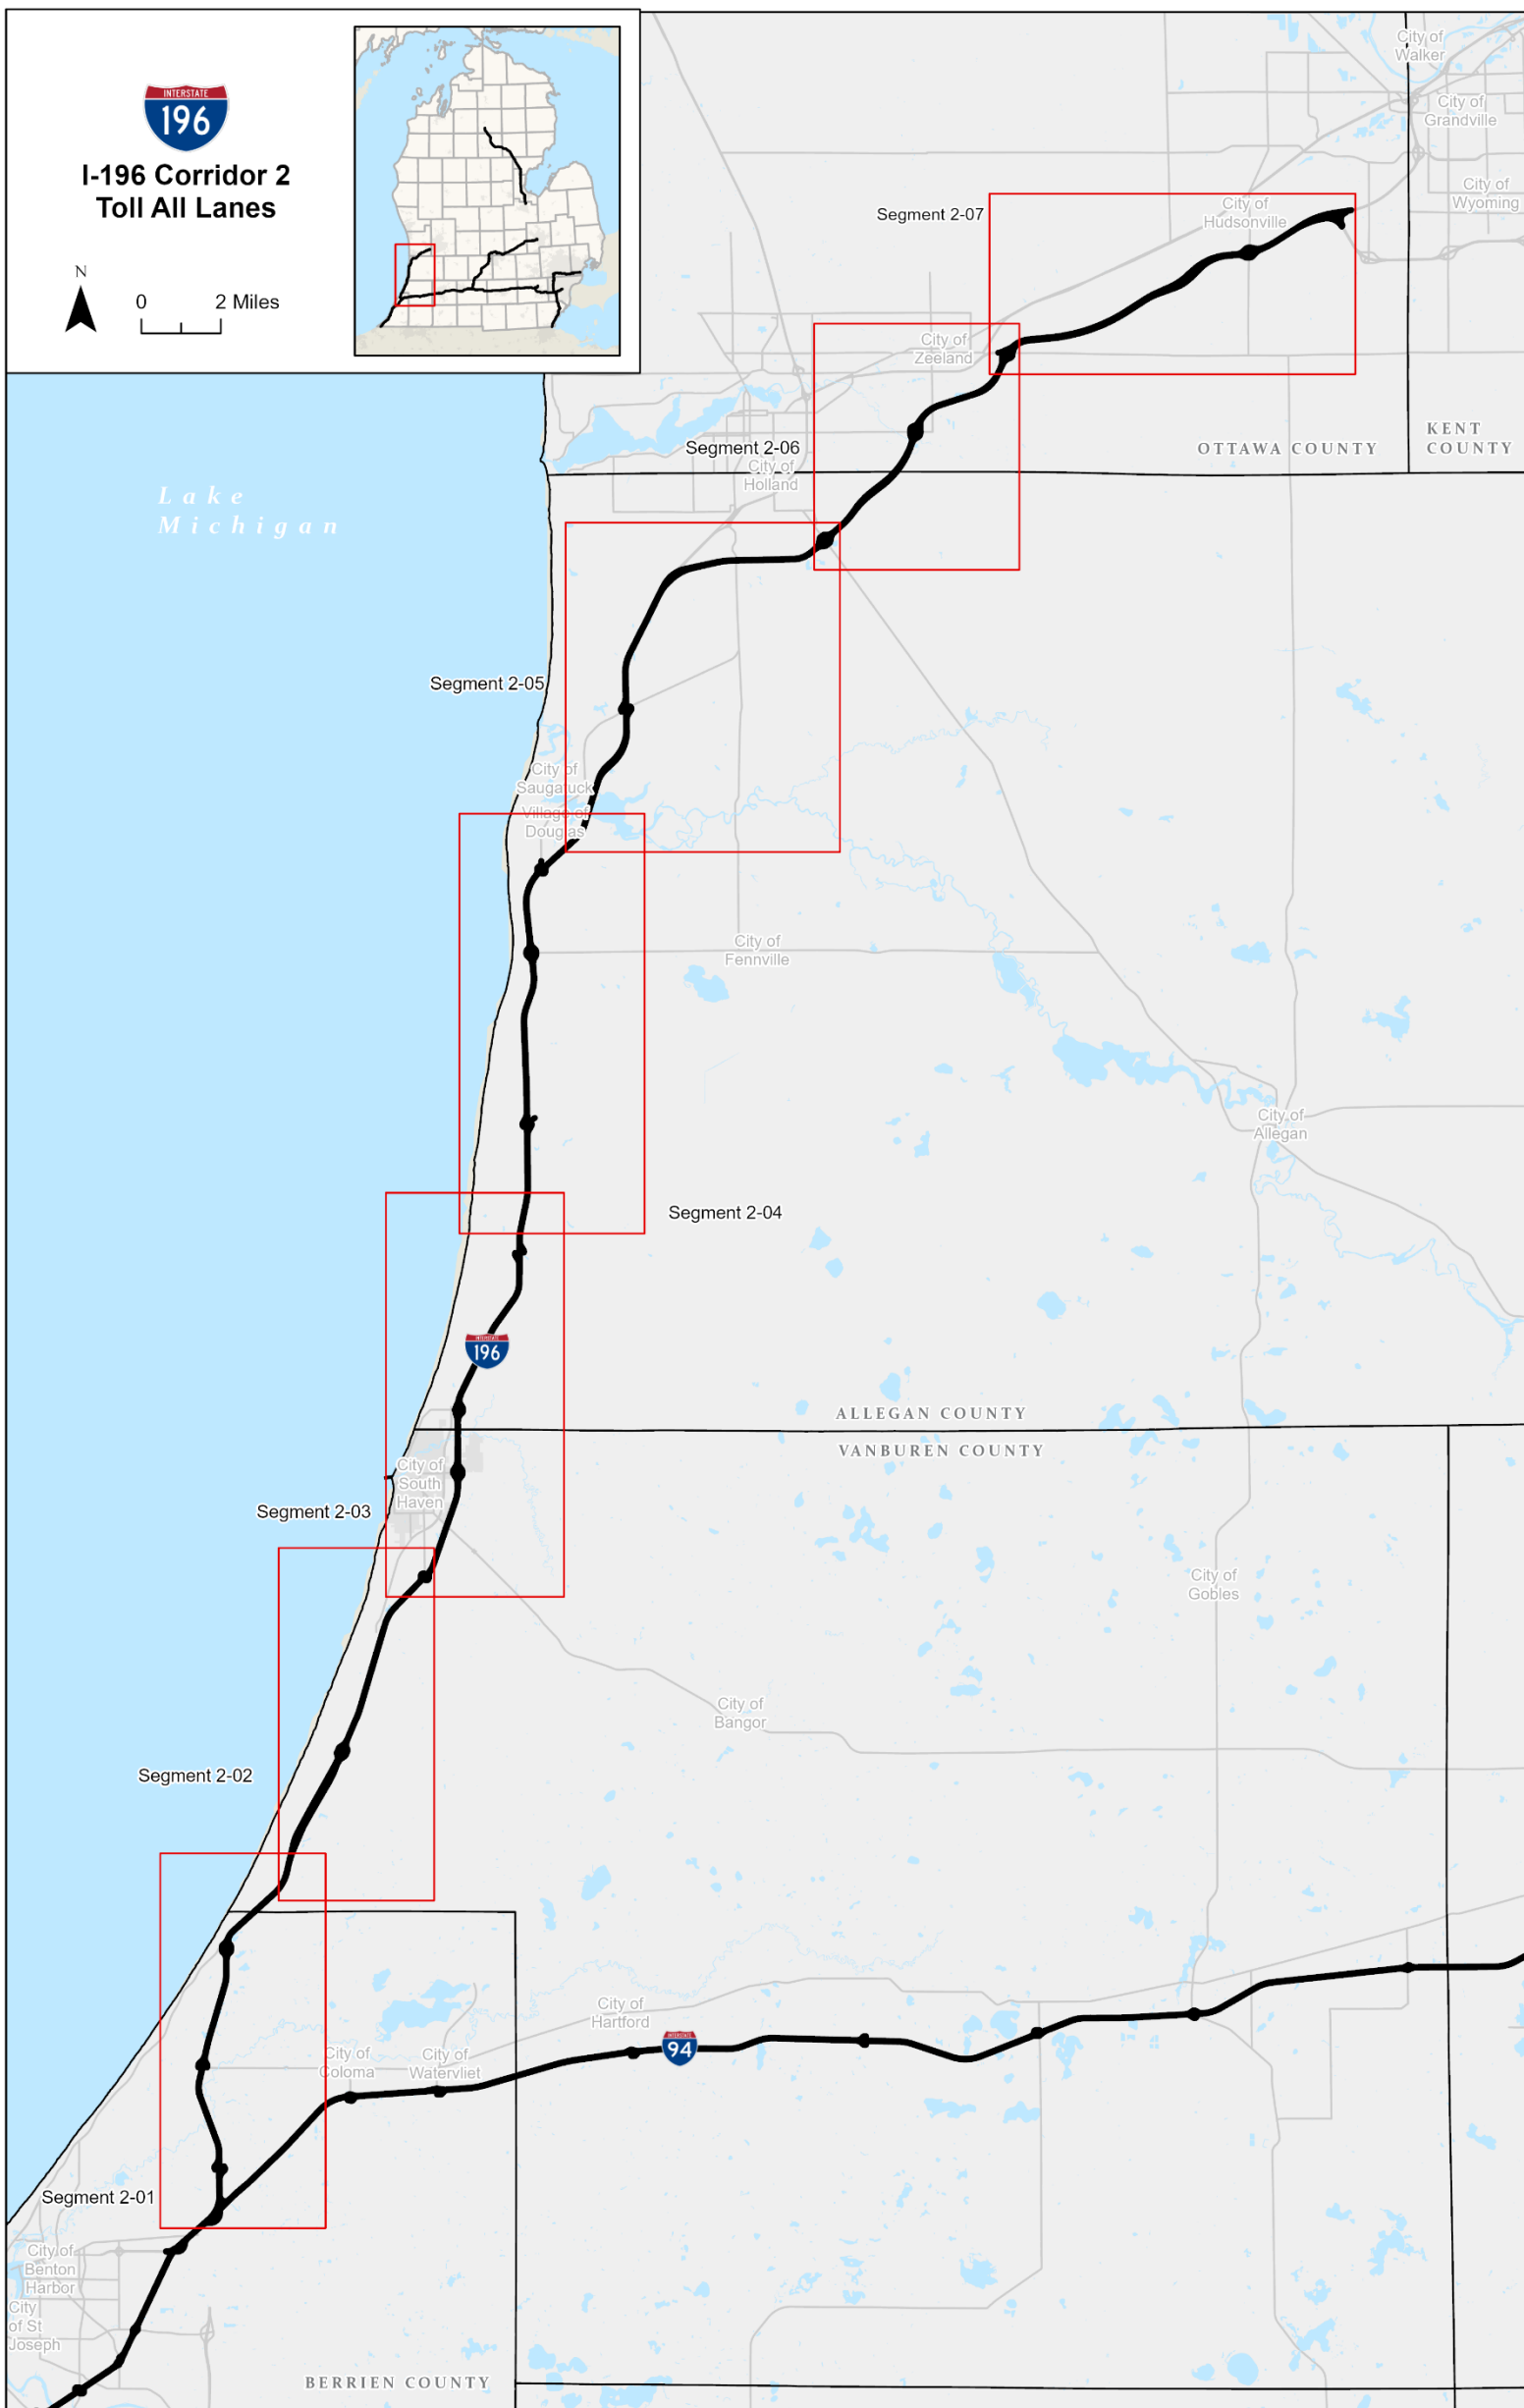 INTERSTATE
196
I-196 Corridor 2
Toll All Lanes
N
0 2 Miles
City of
Walker
City of
Grandville
City of
Wyoming
City of
Hudsonville
Segment 2-07
City of
Zeeland
KENT
COUNTY
OTTAWA COUNTY
Segment 2-06
City of
Holland
Lake
Michigan
Segment 2-05
City of
Saugatuck
Village of
Douglas
City of
Fennville
City of
Allegan
Segment 2-04
INTERSTATE
196
ALLEGAN COUNTY
VANBUREN COUNTY
City of
South
Haven
Segment 2-03
City of
Gobles
City of
Bangor
Segment 2-02
City of
Hartford
City of
Coloma
City of
Watervliet
INTERSTATE
94
Segment 2-01
City of
Benton
Harbor
City
of St
Joseph
BERRIEN COUNTY